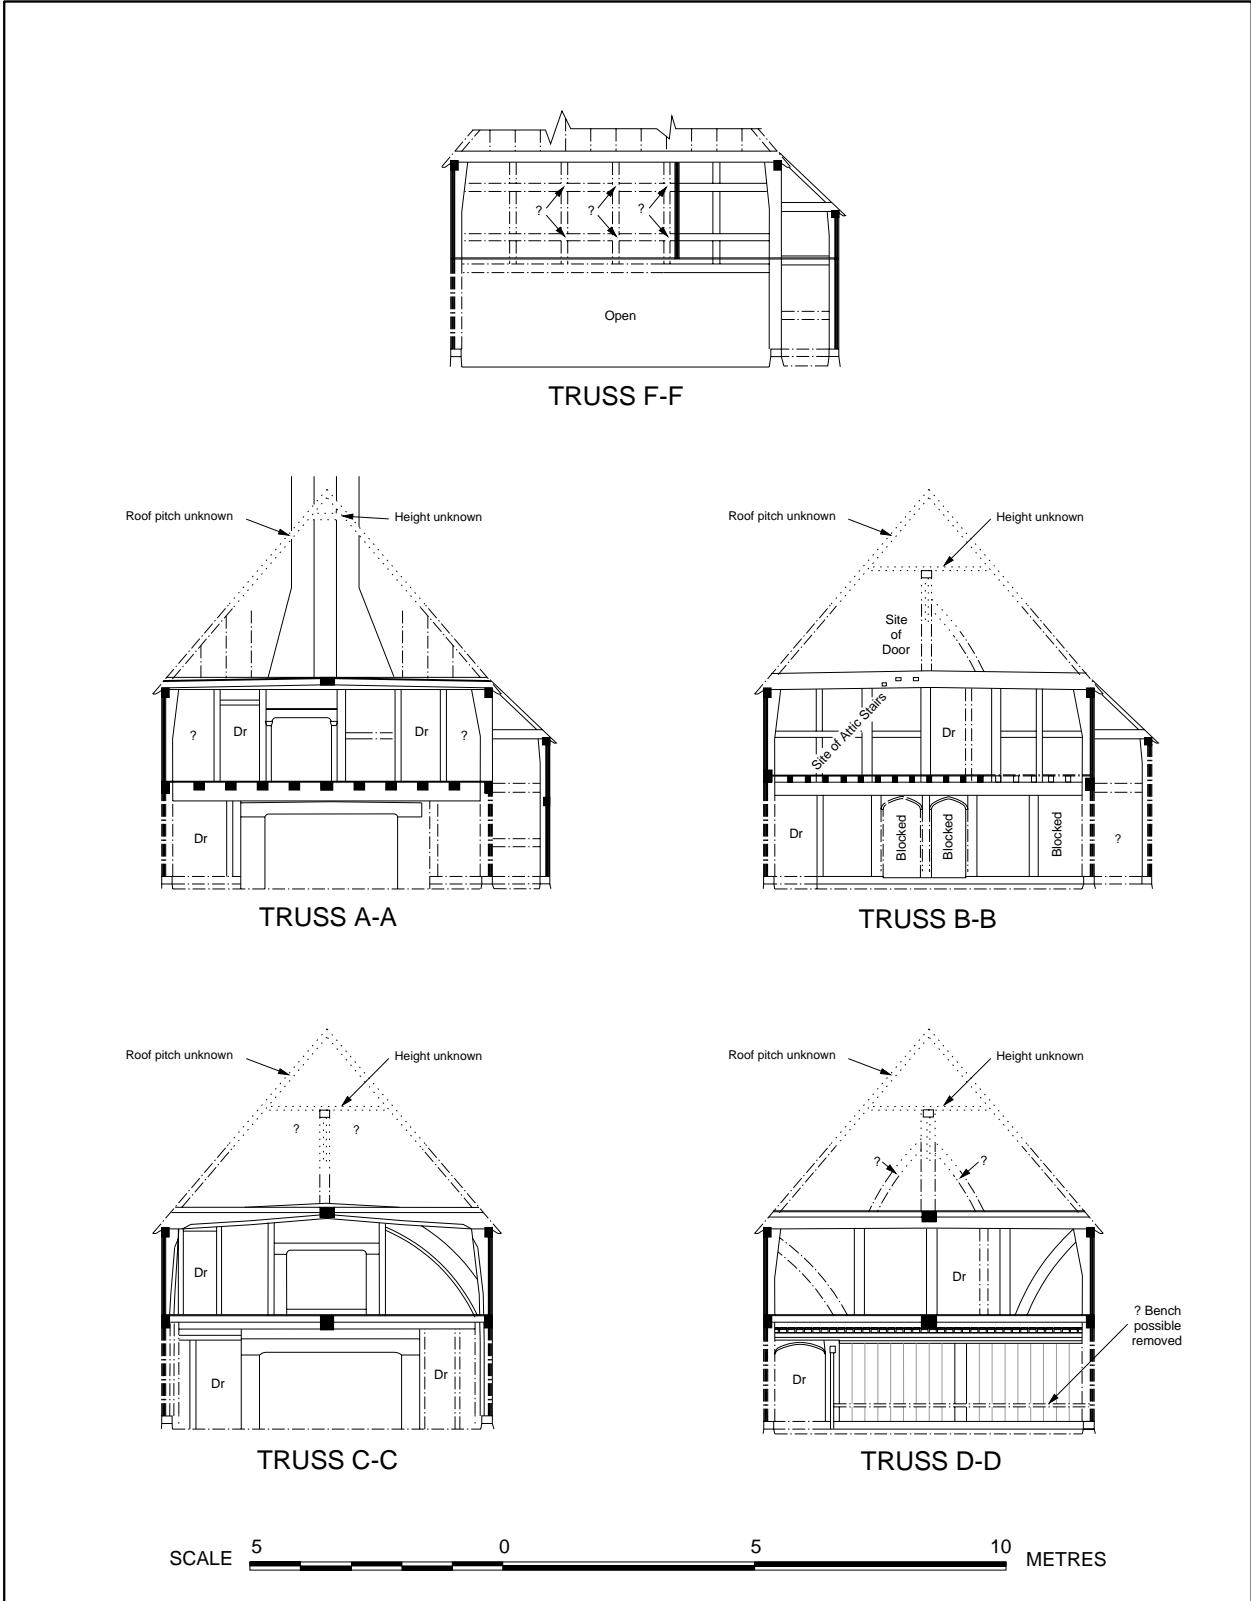 ? ? ?
Open
TRUSS F-F
Roof pitch unknown
Height unknown
? Dr Dr ?
Dr
TRUSS A-A
Roof pitch unknown
Height unknown
Site
of
Door
Site of Attic Stairs
Dr
Dr
Blocked
Blocked
Blocked
?
TRUSS B-B
Roof pitch unknown
Height unknown
? ?
Dr
Dr
Dr
TRUSS C-C
Roof pitch unknown
Height unknown
? ?
Dr
? Bench
possible
removed
Dr
TRUSS D-D
SCALE 5 0 5 10 METRES